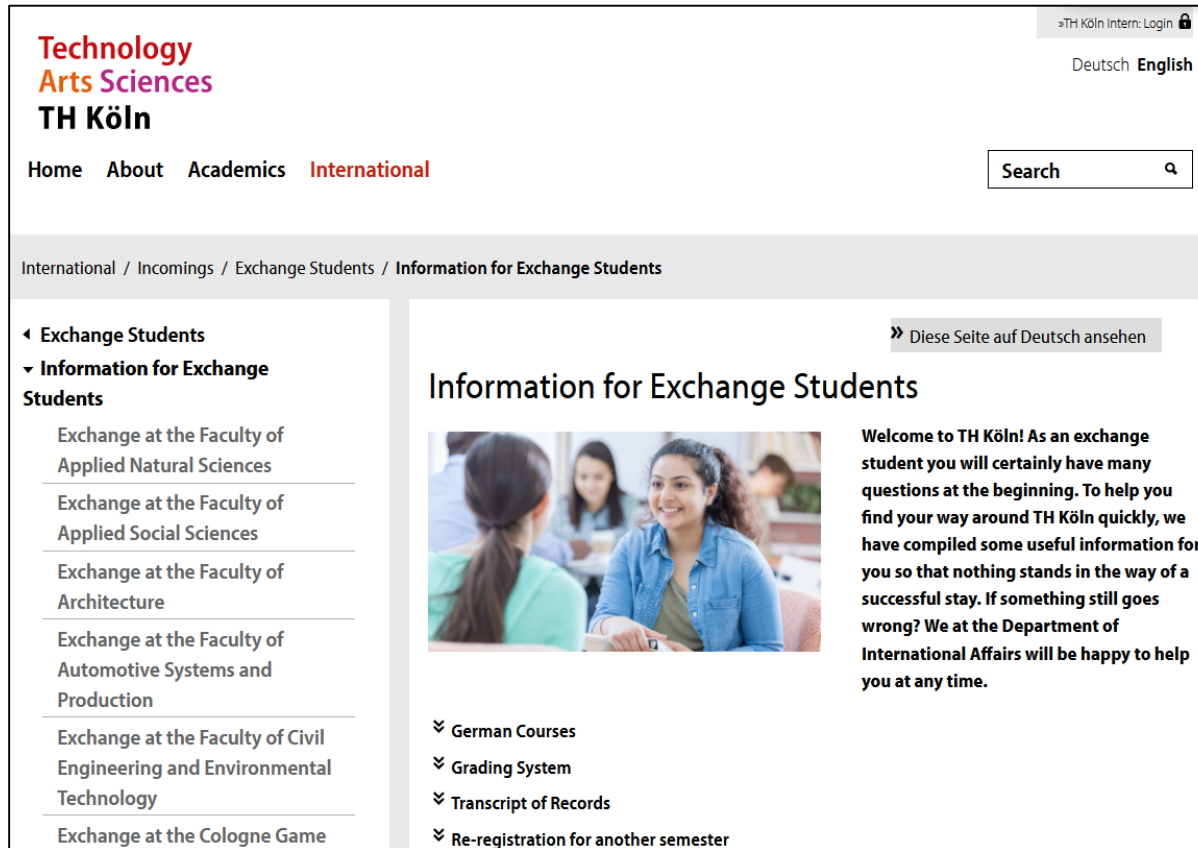 »TH Köln Intern: Login
Deutsch English
Technology
Arts Sciences
TH Köln
Home About Academics International
Search
International / Incomings / Exchange Students / Information for Exchange Students
Exchange Students
Information for Exchange
Students
Exchange at the Faculty of
Applied Natural Sciences
Exchange at the Faculty of
Applied Social Sciences
Exchange at the Faculty of
Architecture
Exchange at the Faculty of
Automotive Systems and
Production
Exchange at the Faculty of Civil
Engineering and Environmental
Technology
Exchange at the Cologne Game
» Diese Seite auf Deutsch ansehen
Information for Exchange Students
Welcome to TH Köln! As an exchange
student you will certainly have many
questions at the beginning. To help you
find your way around TH Köln quickly, we
have compiled some useful information for
you so that nothing stands in the way of a
successful stay. If something still goes
wrong? We at the Department of
International Affairs will be happy to help
you at any time.
German Courses
Grading System
Transcript of Records
Re-registration for another semester